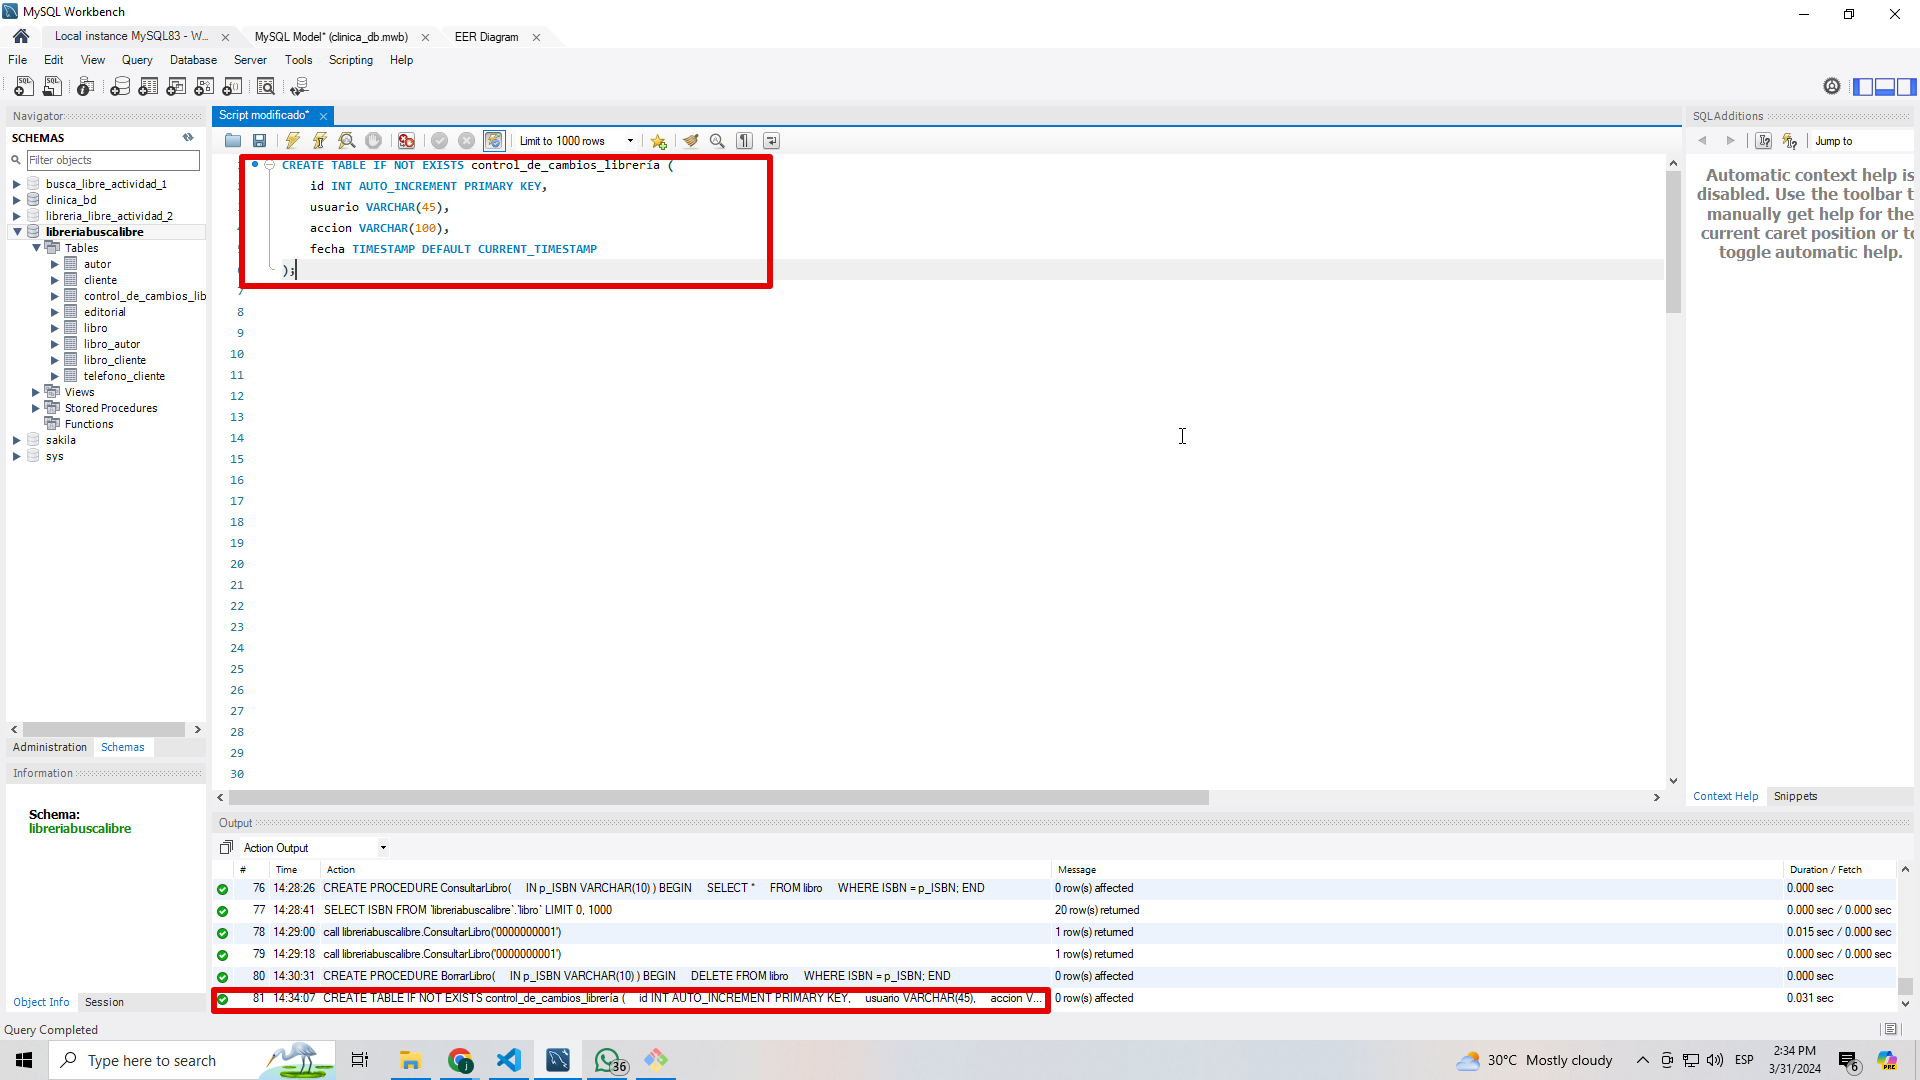 MySQL Workbench
Local instance MySQL83 - W...
MySQL Model* (clinica_db.mwb)
EER Diagram
File Edit View Query Database Server Tools Scripting Help
Navigator
SCHEMAS
Filter objects
busca_libre_actividad_1
clinica_bd
libreria_libre_actividad_2
libreriabuscalibre
Tables
autor
cliente
control_de_cambios_lib
editorial
libro
libro_autor
libro_cliente
telefono_cliente
Views
Stored Procedures
Functions
sakila
sys
Administration Schemas
Information
Schema:
libreriabuscalibre
Object Info Session
Query Completed
Script modificado*
Limit to 1000 rows
CREATE TABLE IF NOT EXISTS control_de_cambios_librería (
id INT AUTO_INCREMENT PRIMARY KEY,
usuario VARCHAR(45),
accion VARCHAR(100),
fecha TIMESTAMP DEFAULT CURRENT_TIMESTAMP
);
7
8
9
10
11
12
13
14
15
16
17
18
19
20
21
22
23
24
25
26
27
28
29
30
SQLAdditions
Jump to
Automatic context help is
disabled. Use the toolbar t
manually get help for the
current caret position or to
toggle automatic help.
Context Help Snippets
Output
Action Output
# Time Action Message Duration / Fetch
76 14:28:26 CREATE PROCEDURE ConsultarLibro( IN p_ISBN VARCHAR(10) ) BEGIN SELECT * FROM libro WHERE ISBN = p_ISBN; END 0 row(s) affected 0.000 sec
77 14:28:41 SELECT ISBN FROM `libreriabuscalibre`.`libro` LIMIT 0, 1000 20 row(s) returned 0.000 sec / 0.000 sec
78 14:29:00 call libreriabuscalibre.ConsultarLibro('0000000001') 1 row(s) returned 0.015 sec / 0.000 sec
79 14:29:18 call libreriabuscalibre.ConsultarLibro('0000000001') 1 row(s) returned 0.000 sec / 0.000 sec
80 14:30:31 CREATE PROCEDURE BorrarLibro( IN p_ISBN VARCHAR(10) ) BEGIN DELETE FROM libro WHERE ISBN = p_ISBN; END 0 row(s) affected 0.000 sec
81 14:34:07 CREATE TABLE IF NOT EXISTS control_de_cambios_librería ( id INT AUTO_INCREMENT PRIMARY KEY, usuario VARCHAR(45), accion V... 0 row(s) affected 0.031 sec
Type here to search
36
30°C Mostly cloudy
ESP
2:34 PM
3/31/2024
6